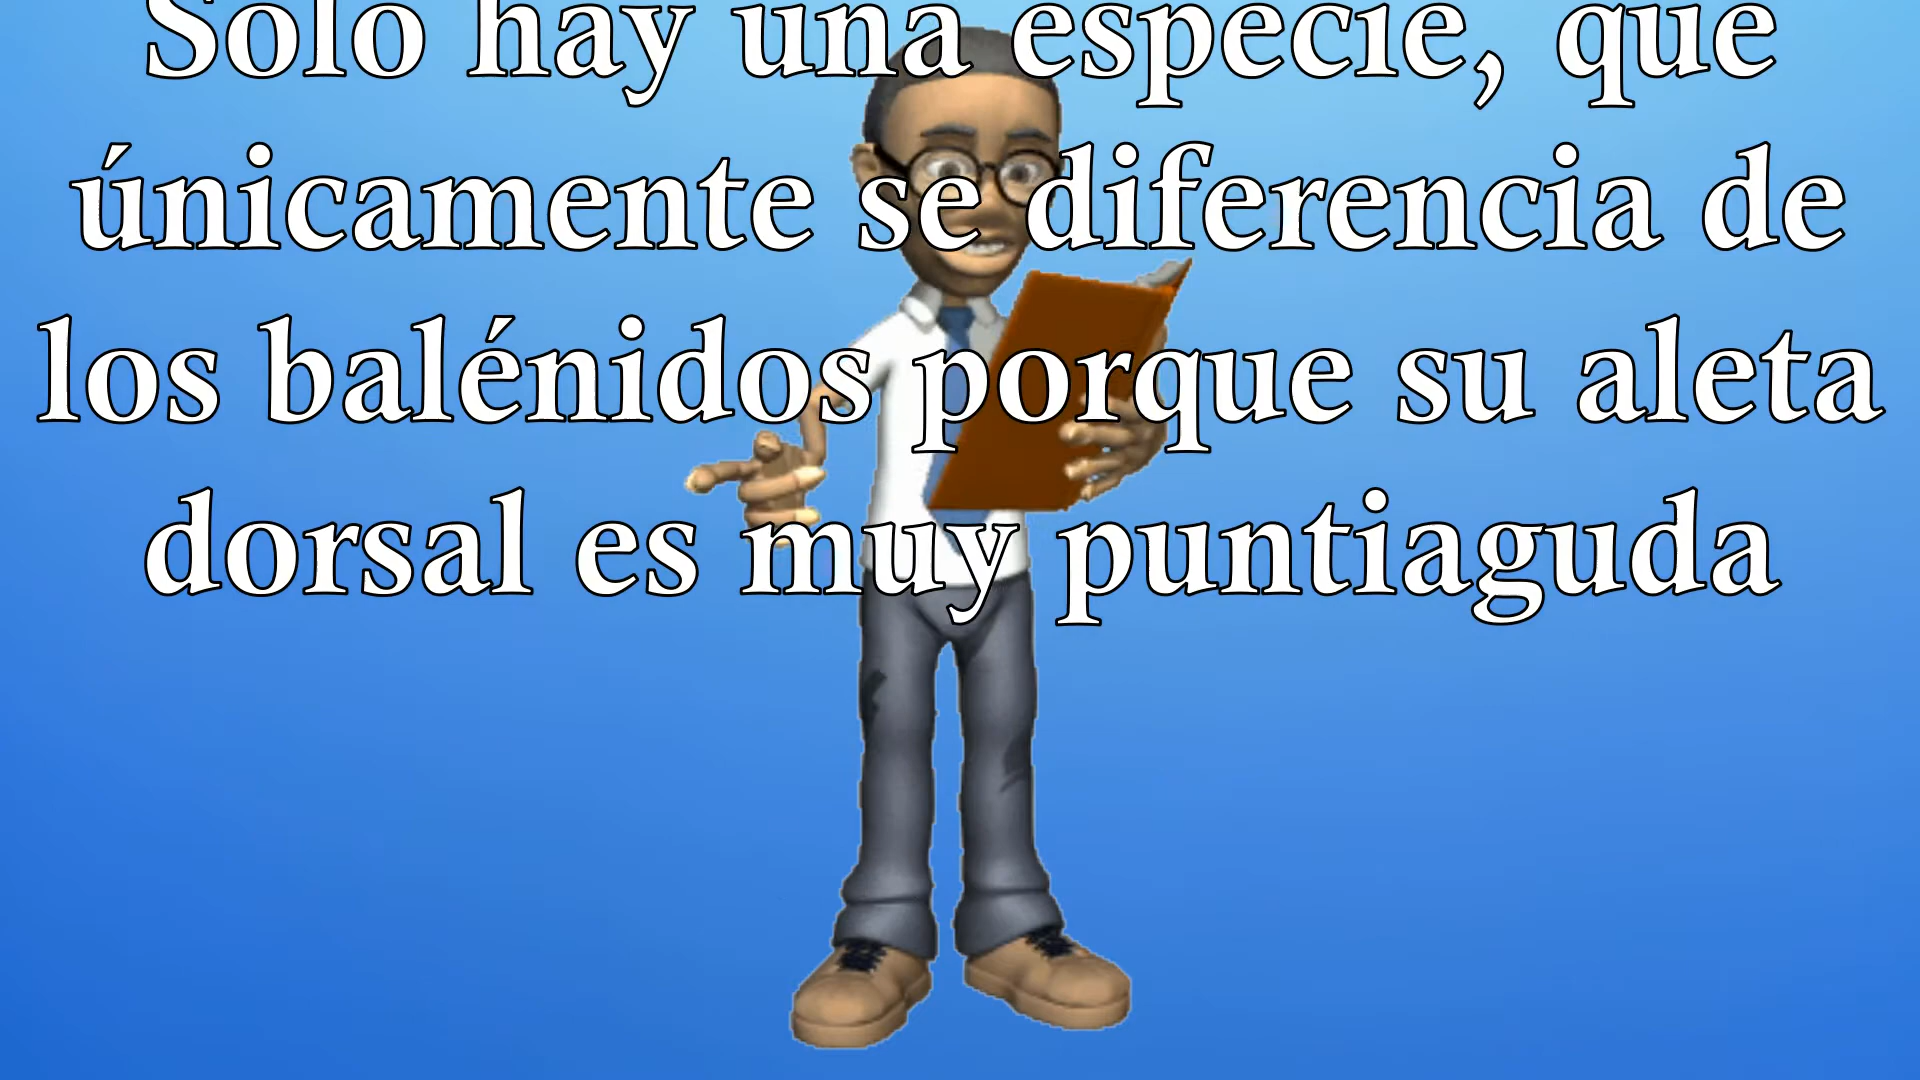 Solo hay una especie, que
únicamente se diferencia de
los balénidos porque su aleta
dorsal es muy puntiaguda